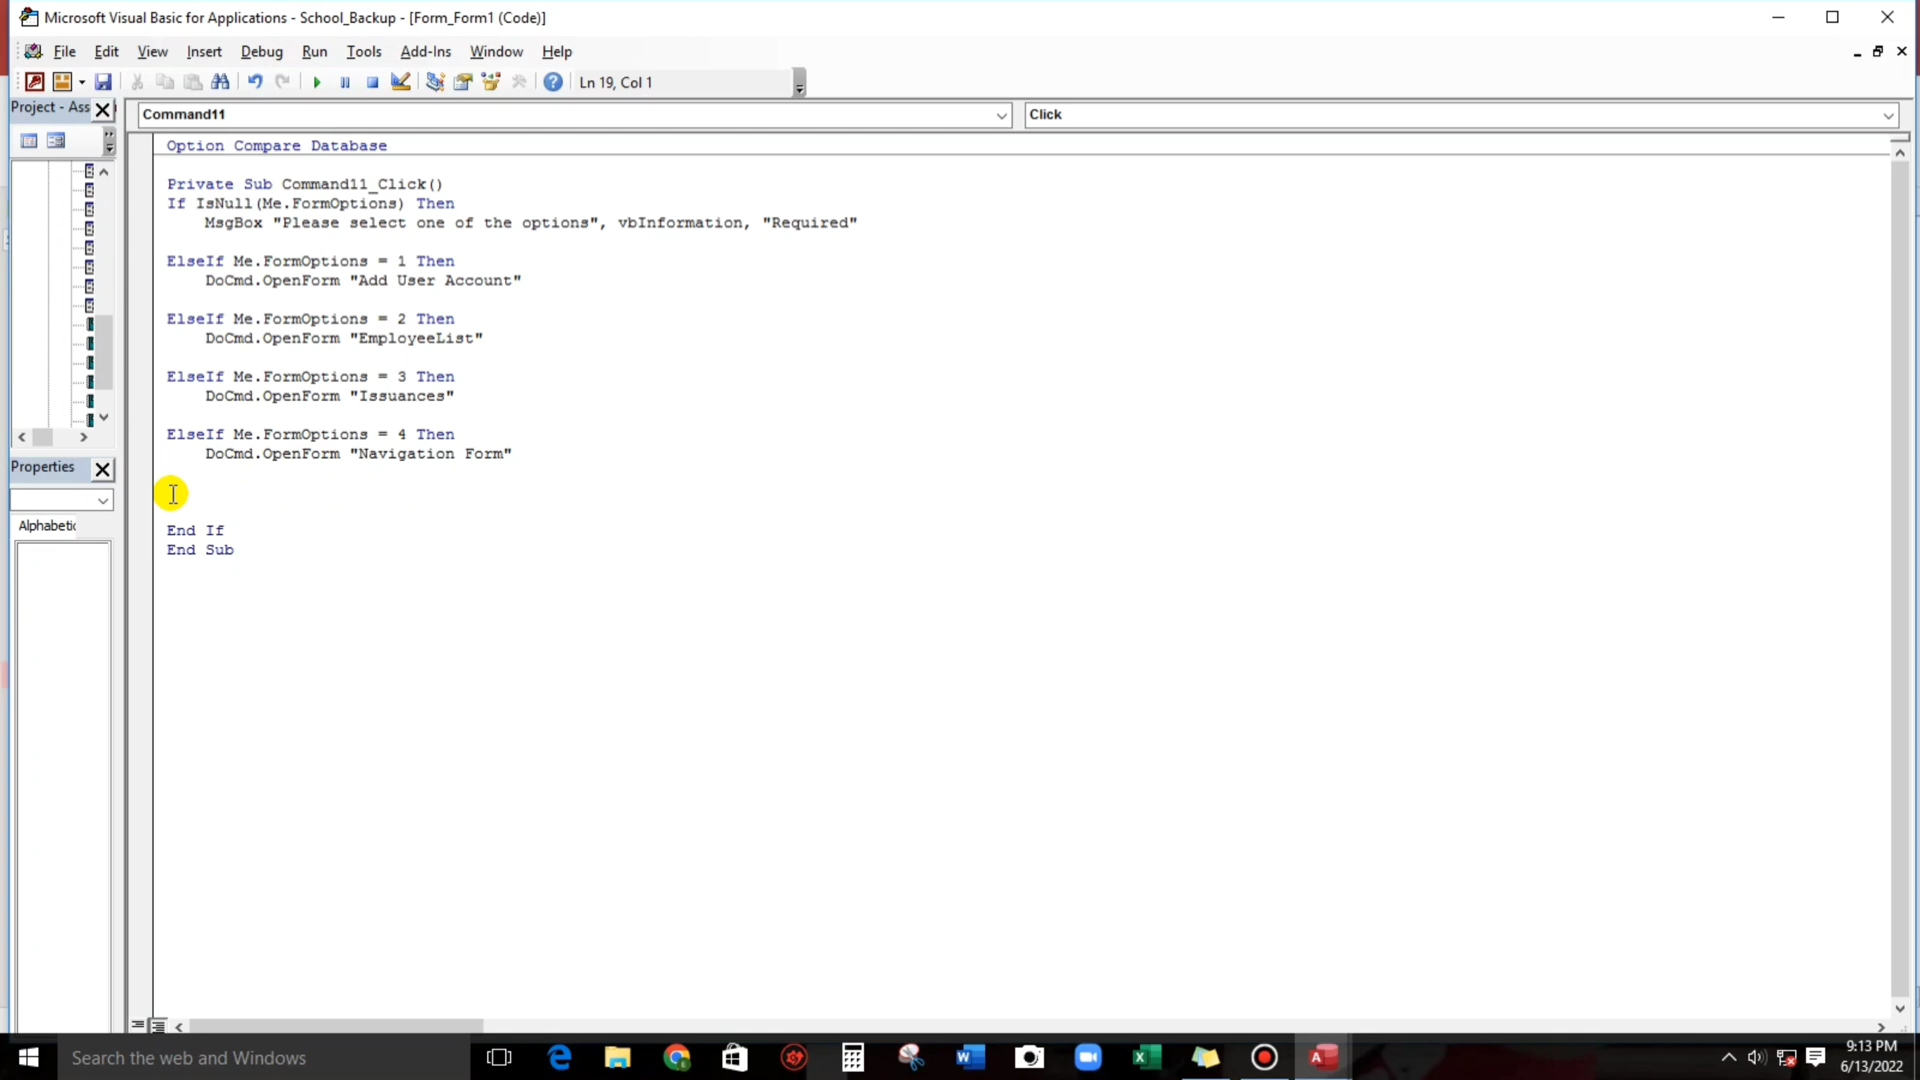 Microsoft Visual Basic for Applications - School_Backup - [Form_Form1 (Code)]
File Edit View Insert Debug Run Tools Add-Ins Window Help
Ln 19, Col 1
Project - Ass
Command11 Click
Option Compare Database
Private Sub Command11_Click()
If IsNull(Me.FormOptions) Then
MsgBox "Please select one of the options", vbInformation, "Required"
ElseIf Me.FormOptions = 1 Then
DoCmd.OpenForm "Add User Account"
ElseIf Me.FormOptions = 2 Then
DoCmd.OpenForm "EmployeeList"
ElseIf Me.FormOptions = 3 Then
DoCmd.OpenForm "Issuances"
ElseIf Me.FormOptions = 4 Then
DoCmd.OpenForm "Navigation Form"
End If
End Sub
Properties
Alphabetic
Search the web and Windows
9:13 PM
6/13/2022